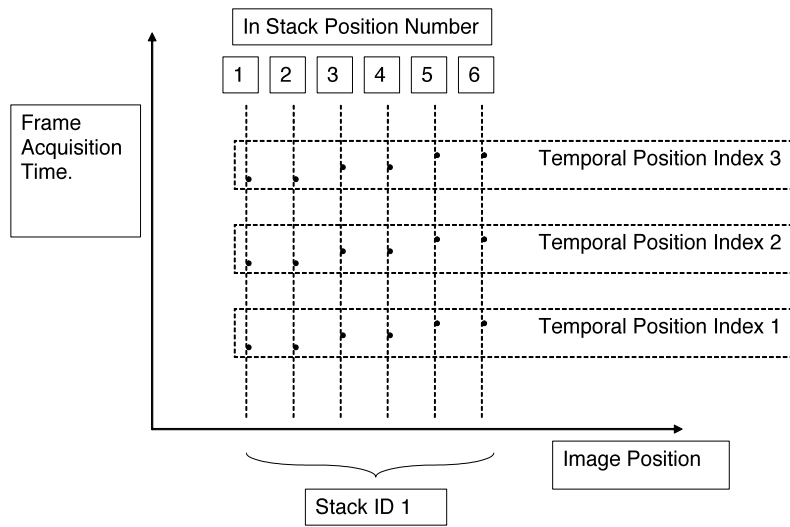 In Stack Position Number
1 2 3 4 5 6
Frame
Acquisition
Time.
Temporal Position Index 3
Temporal Position Index 2
Temporal Position Index 1
Image Position
Stack ID 1